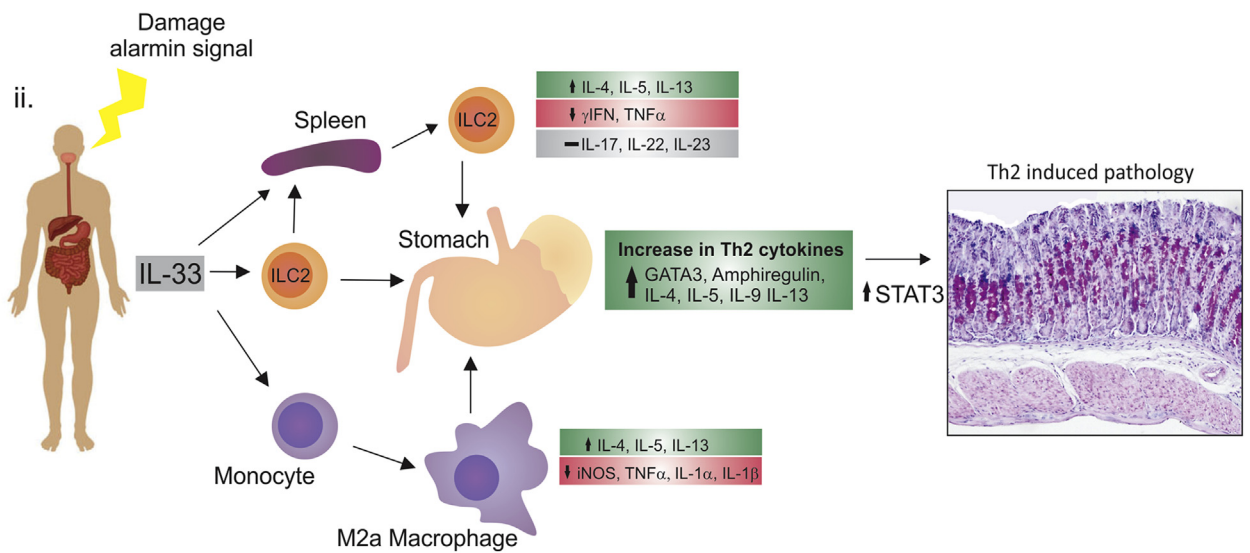 Damage
alarmin signal
ii.
Spleen
ILC2
⬆ IL-4, IL-5, IL-13
⬇ γIFN, TNFα
━ IL-17, IL-22, IL-23
IL-33
ILC2
Stomach
Increase in Th2 cytokines
⬆ GATA3, Amphiregulin,
IL-4, IL-5, IL-9 IL-13
⬆ STAT3
Th2 induced pathology
Monocyte
M2a Macrophage
⬆ IL-4, IL-5, IL-13
⬇ iNOS, TNFα, IL-1α, IL-1β